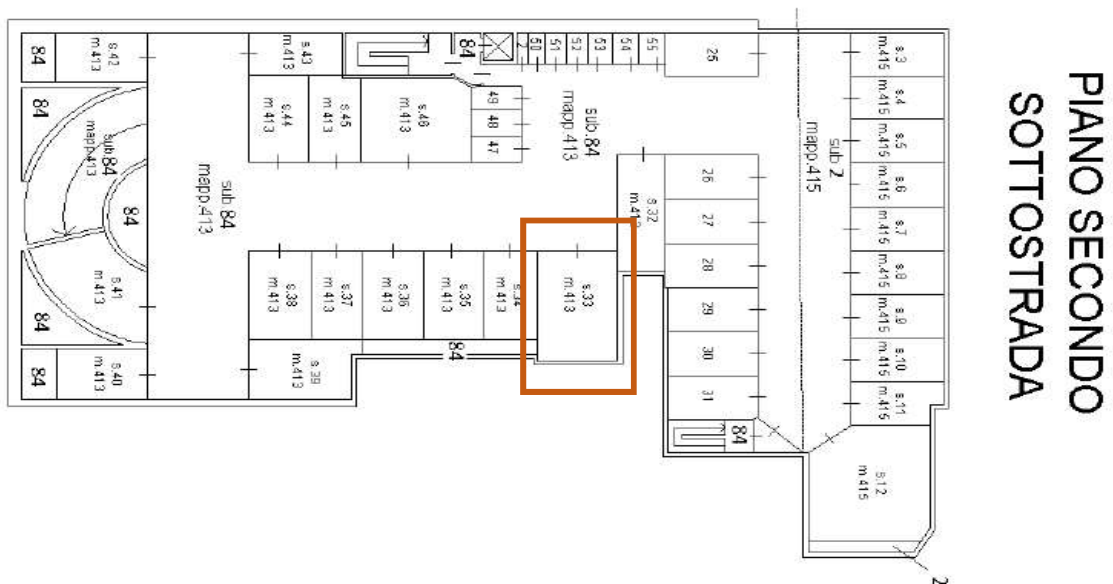 PIANO SECONDO
SOTTOSTRADA
s.3
m.415
s.4
m.415
s.5
m.415
s.6
m.415
s.7
m.415
s.8
m.415
s.9
m.415
s.10
m.415
s.11
m.415
s.12
m.415
2
sub 2
mapp.415
25
26
27
28
29
30
31
84
s.32
m.413
s.33
m.413
s.34
m.413
s.35
m.413
s.36
m.413
s.37
m.413
s.38
m.413
84
s.39
m.413
55
54
53
52
51
50
2
84
49
48
47
sub.84
mapp.413
s.46
m.413
s.45
m.413
s.44
m.413
s.43
m.413
sub.84
mapp.413
s.42
m.413
84
84
sub.84
mapp.413
84
s.41
m.413
84
s.40
m.413
84